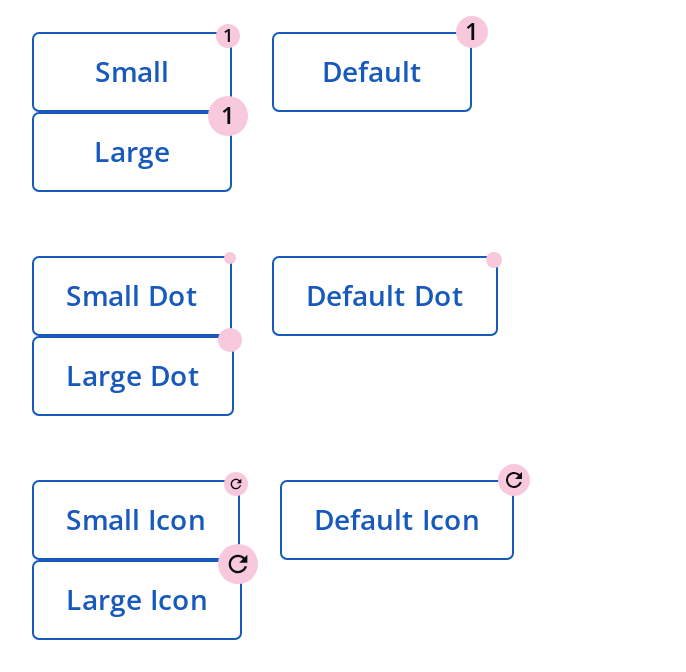 Small 1
Default 1
Large 1
Small Dot
Default Dot
Large Dot
Small Icon
Default Icon
Large Icon